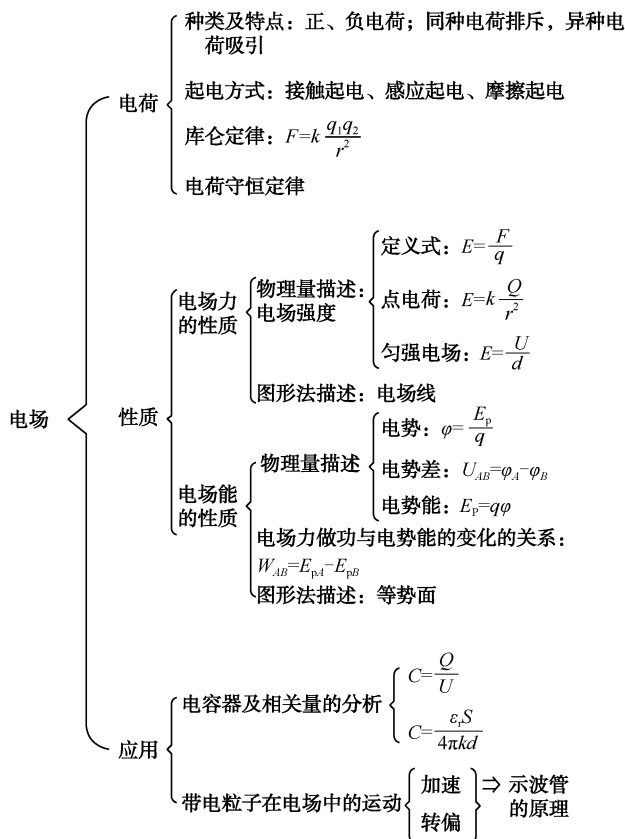 电场
电荷
种类及特点：正、负电荷；同种电荷排斥，异种电
荷吸引
起电方式：接触起电、感应起电、摩擦起电
库仑定律：F=k q₁q₂/r²
电荷守恒定律
性质
电场力
的性质
物理量描述：
电场强度
定义式：E=F/q
点电荷：E=k Q/r²
匀强电场：E=U/d
图形法描述：电场线
电场能
的性质
物理量描述
电势：φ=Eₚ/q
电势差：U_AB=φ_A-φ_B
电势能：E_P=qφ
电场力做功与电势能的变化的关系：
W_AB=E_pA-E_pB
图形法描述：等势面
应用
电容器及相关量的分析
C=Q/U
C=εᵣS/4πkd
带电粒子在电场中的运动
加速
转偏
⇒ 示波管
的原理